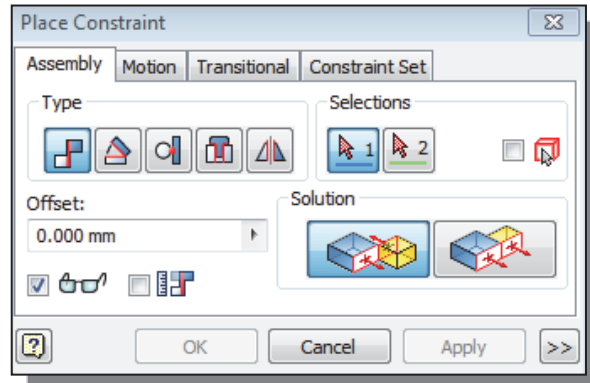 Place Constraint
Assembly Motion Transitional Constraint Set
Type Selections
1 2
Offset: Solution
0.000 mm
? OK Cancel Apply >>